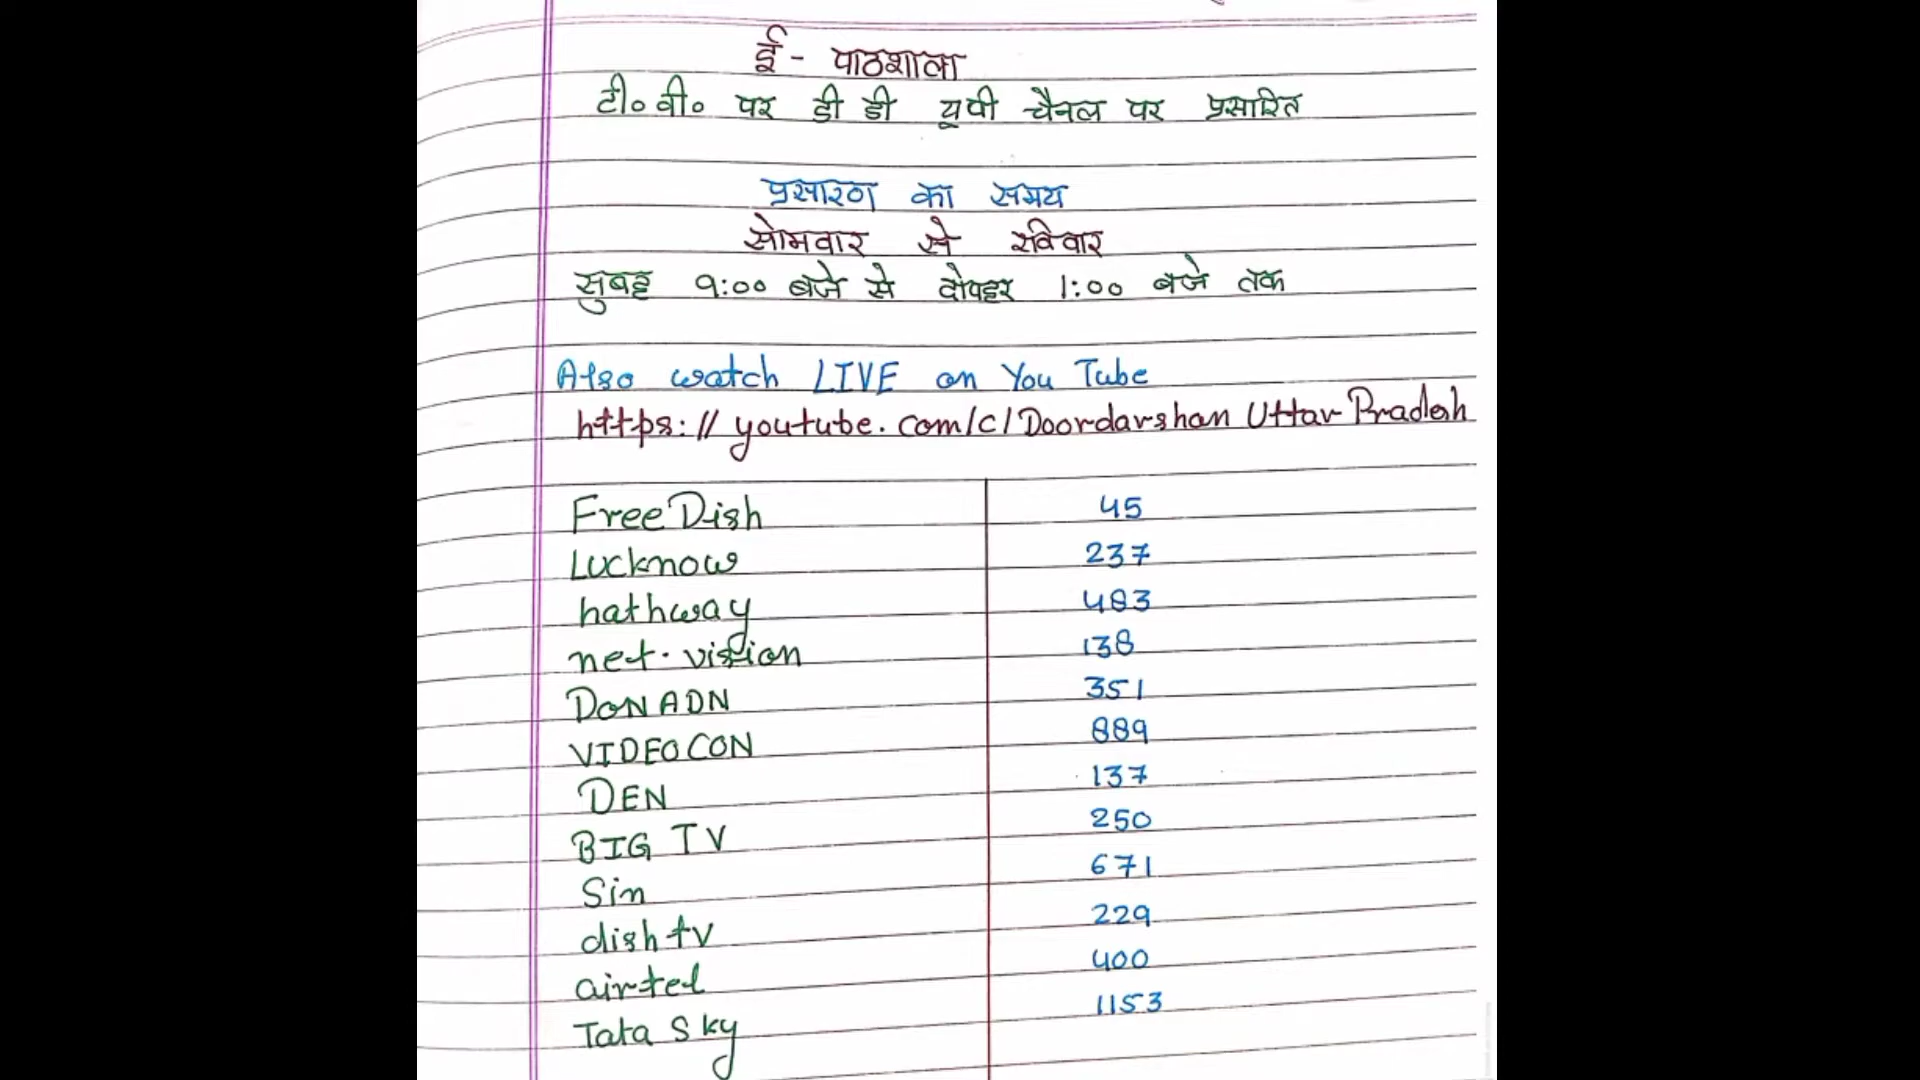 ई - पाठशाला
टी० वी० पर डी डी यूपी चैनल पर प्रसारित
प्रसारण का समय
सोमवार से रविवार
सुबह 9:00 बजे से दोपहर 1:00 बजे तक
Also watch LIVE on You Tube
https://youtube.com/c/Doordarshan Uttar Pradesh
Free Dish 45
Lucknow 237
hathway 483
net. vision 138
DON ADN 351
VIDEOCON 889
DEN 137
BIG TV 250
Sin 671
dish tv 229
airtel 400
Tata Sky 1153